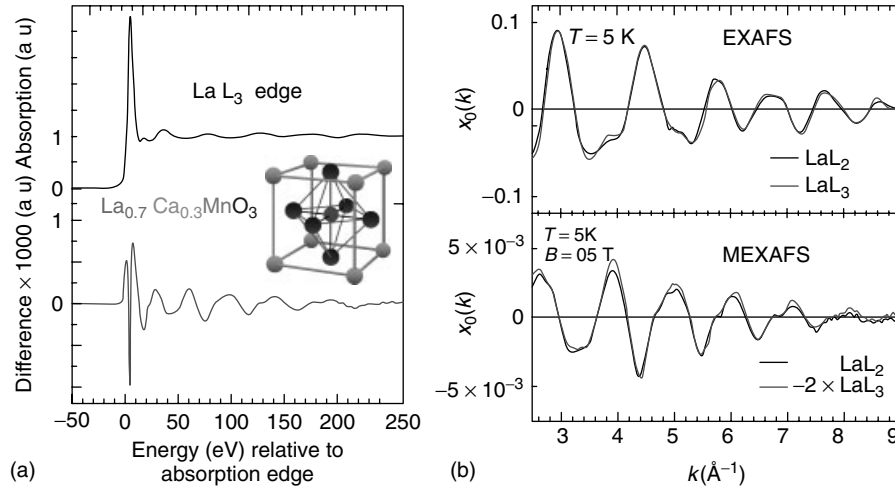 Absorption (a u)
Difference × 1000 (a u)
1
0
1
0
La L₃ edge
La₀.₇ Ca₀.₃MnO₃
−50 0 50 100 150 200 250
Energy (eV) relative to
absorption edge
(a)
0.1
0
−0.1
x₀(k)
T = 5 K
EXAFS
LaL₂
LaL₃
5 × 10⁻³
0
−5 × 10⁻³
x₀(k)
T = 5K
B = 05 T
MEXAFS
LaL₂
−2 × LaL₃
3 4 5 6 7 8 9
k(Å⁻¹)
(b)